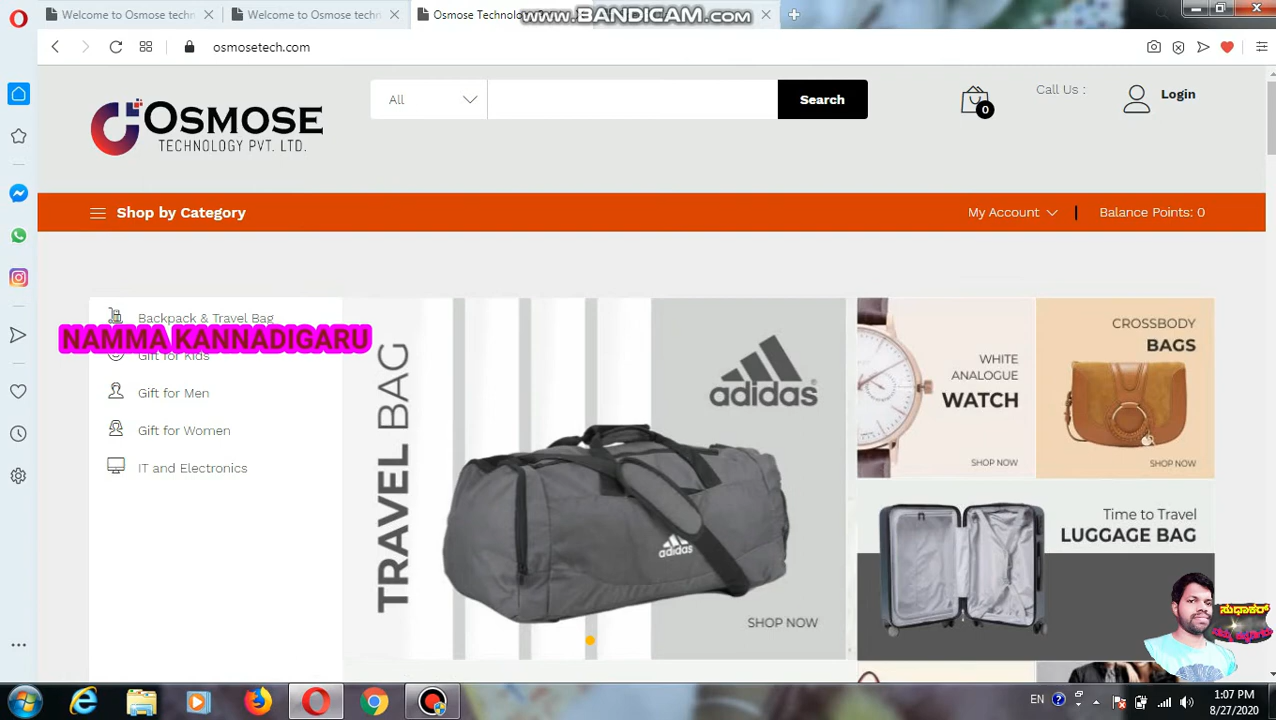 Welcome to Osmose techn
Welcome to Osmose techn
Osmose Technolog
www.BANDICAM.com
osmosetech.com
OSMOSE
TECHNOLOGY PVT. LTD.
All
Search
0
Call Us :
Login
Shop by Category
My Account
Balance Points: 0
Backpack & Travel Bag
NAMMA KANNADIGARU
Gift for Kids
Gift for Men
Gift for Women
IT and Electronics
TRAVEL BAG
adidas
adidas
SHOP NOW
WHITE
ANALOGUE
WATCH
SHOP NOW
CROSSBODY
BAGS
SHOP NOW
Time to Travel
LUGGAGE BAG
ಸುಧಾಕರ್
EN
1:07 PM
8/27/2020